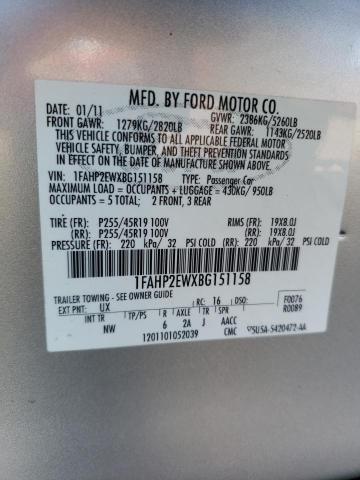 MFD. BY FORD MOTOR CO.
DATE: 01/11 GVWR: 2386KG/5260LB
FRONT GAWR: 1279KG/2820LB REAR GAWR: 1143KG/2520LB
THIS VEHICLE CONFORMS TO ALL APPLICABLE FEDERAL MOTOR
VEHICLE SAFETY, BUMPER, AND THEFT PREVENTION STANDARDS
IN EFFECT ON THE DATE OF MANUFACTURE SHOWN ABOVE.
VIN: 1FAHP2EWXBG151158 TYPE: Passenger Car
MAXIMUM LOAD= OCCUPANTS + LUGGAGE = 430KG/ 950LB
OCCUPANTS = 5 TOTAL: 2 FRONT, 3 REAR
TIRE (FR): P255/45R19 100V RIMS (FR): 19X8.0J
(RR): P255/45R19 100V (RR): 19X8.0J
PRESSURE (FR): 220 kPa/ 32 PSI COLD (RR): 220 kPa/ 32 PSI COLD
1FAHP2EWXBG151158
TRAILER TOWING - SEE OWNER GUIDE
EXT PNT: UX RC: 16 DSO: F0076
INT TR TP/PS R AXLE TR SPR R0089
NW 6 2A J AACC
1201101052039 CMC 5U5A-5420472-AA